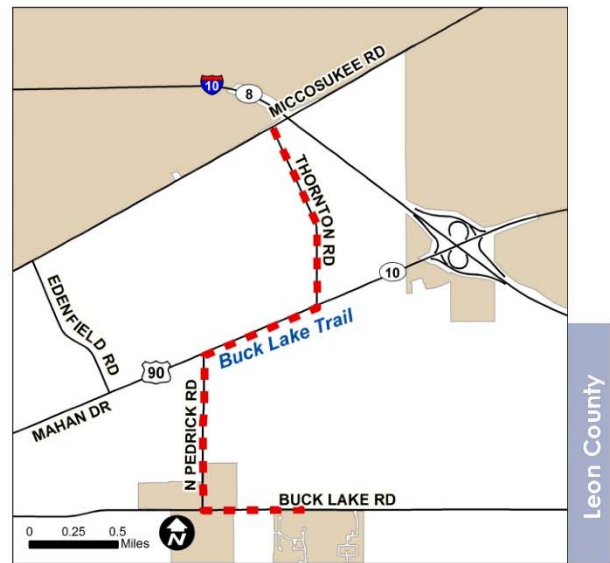 MICCOSUKEE RD
10
8
THORNTON RD
10
EDENFIELD RD
Buck Lake Trail
90
MAHAN DR
N PEDRICK RD
BUCK LAKE RD
0 0.25 0.5
Miles
N
Leon County